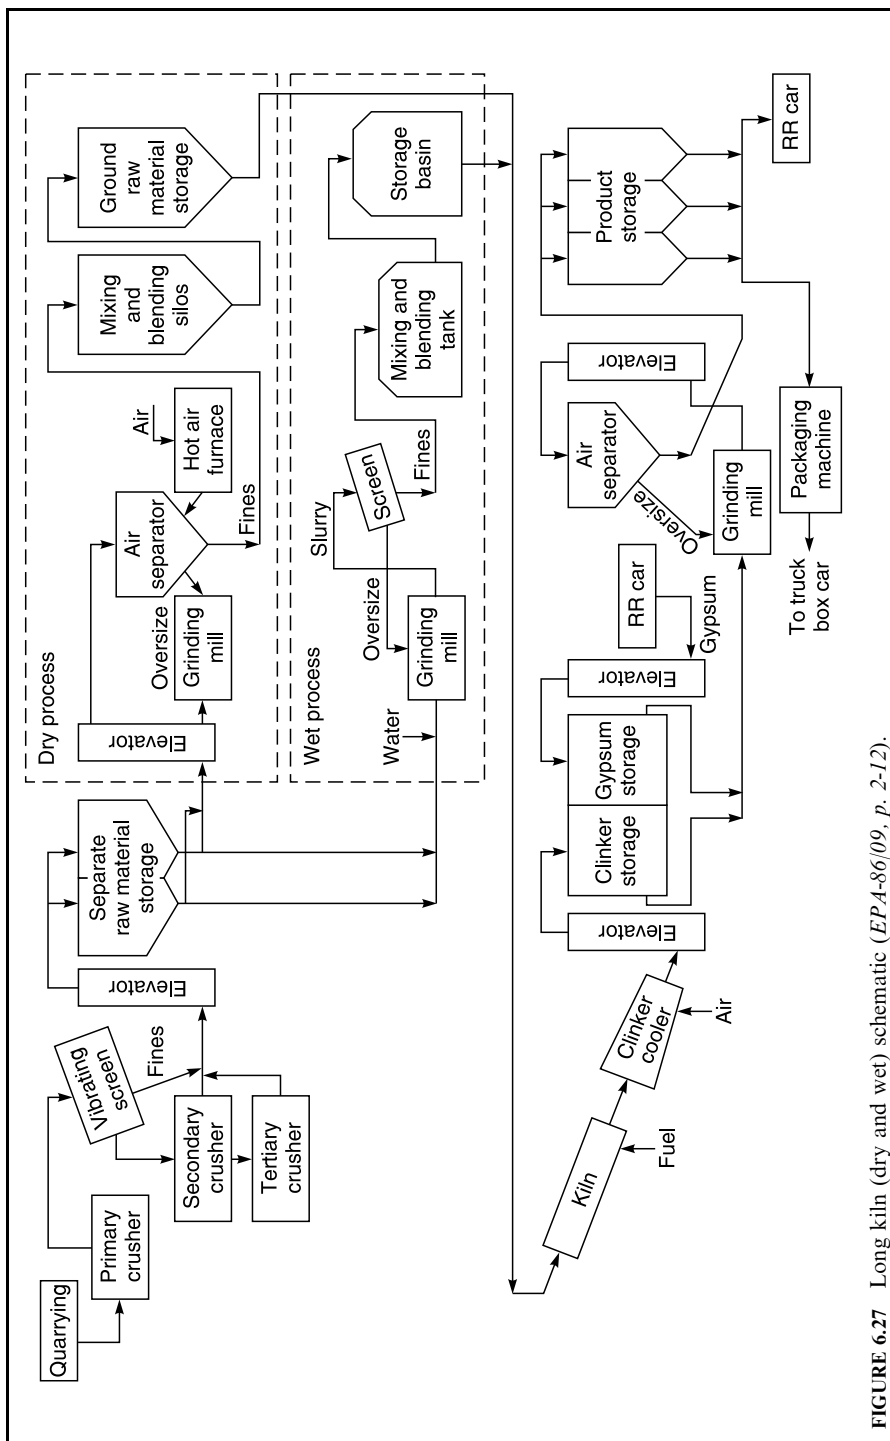 Quarrying
Primary
crusher
Vibrating
screen
Fines
Secondary
crusher
Tertiary
crusher
Elevator
Separate
raw material
storage
Dry process
Elevator
Air
separator
Oversize
Grinding
mill
Air
Hot air
furnace
Fines
Mixing
and
blending
silos
Ground
raw
material
storage
Wet process
Water
Grinding
mill
Oversize
Slurry
Screen
Fines
Mixing and
blending
tank
Storage
basin
Kiln
Fuel
Clinker
cooler
Air
Elevator
Clinker
storage
Gypsum
storage
Elevator
RR car
Gypsum
Air
separator
Oversize
Grinding
mill
Elevator
Product
storage
RR car
Packaging
machine
To truck
box car
FIGURE 6.27 Long kiln (dry and wet) schematic (EPA-86/09, p. 2-12).